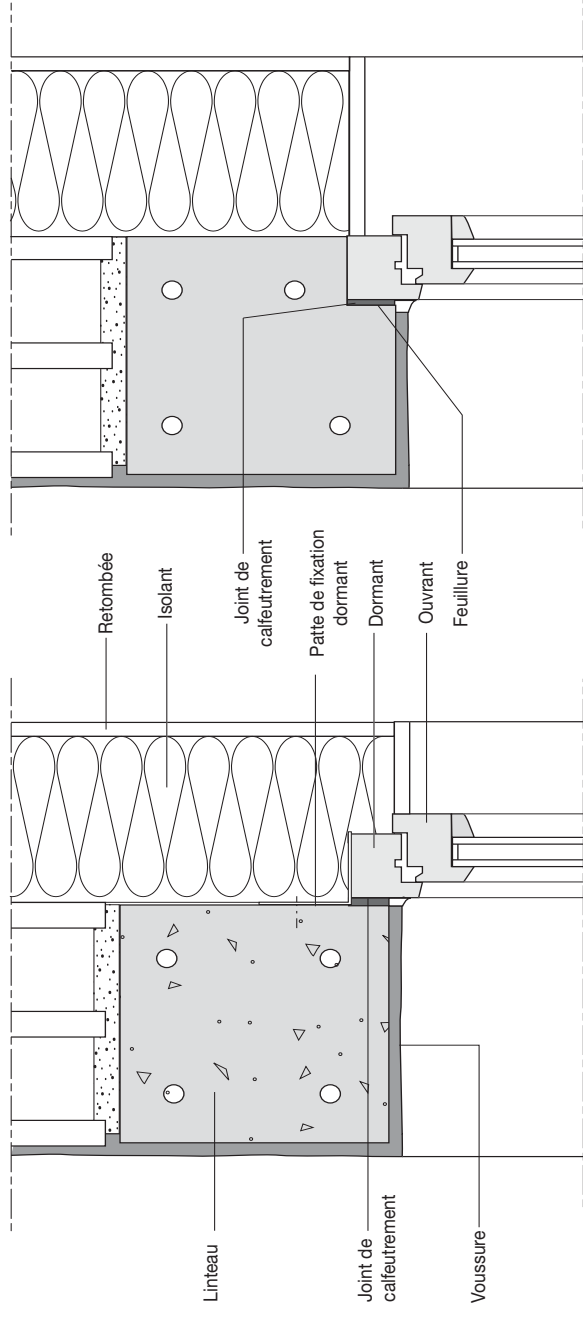 Retombée
Isolant
Joint de
calfeutrement
Patte de fixation
dormant
Dormant
Ouvrant
Feuillure
Linteau
Joint de
calfeutrement
Voussure